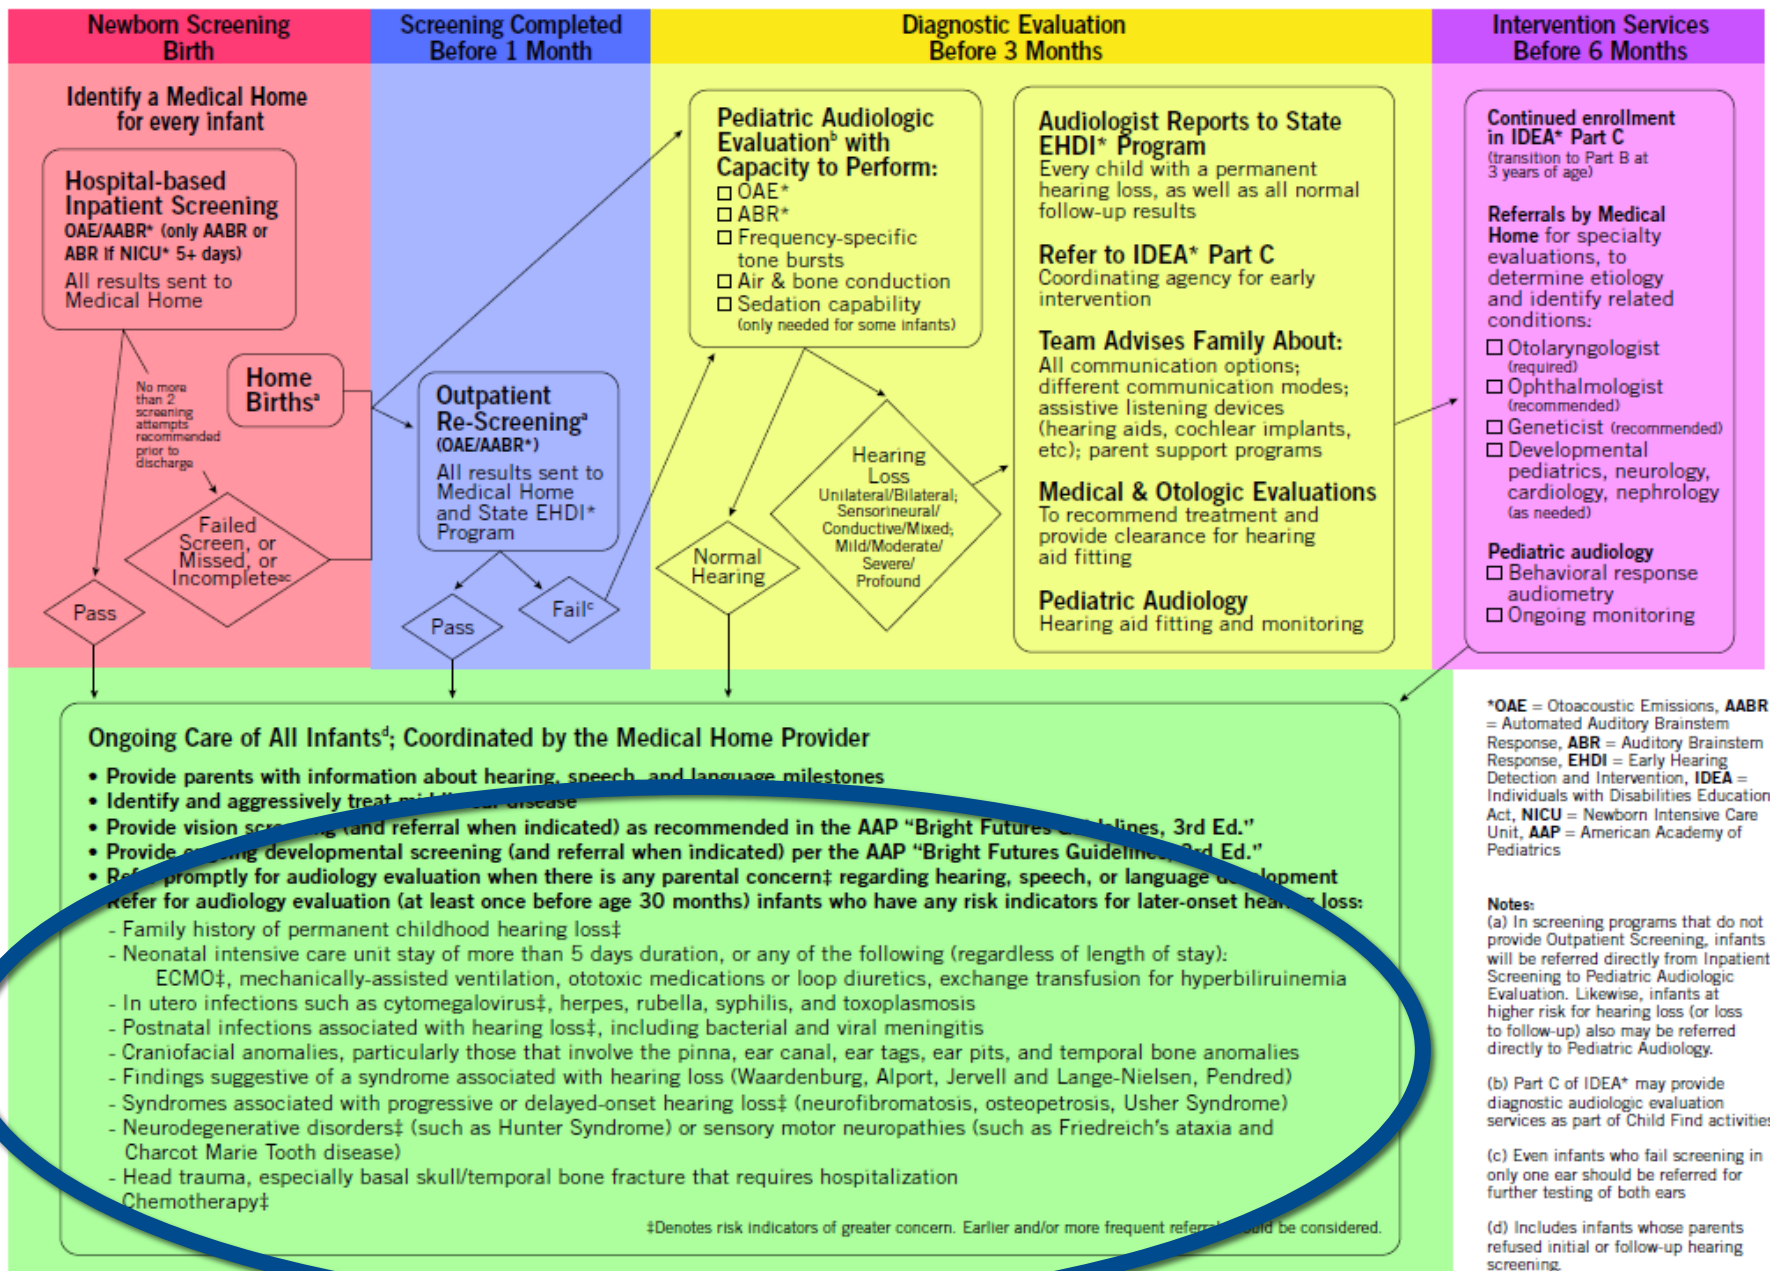 Newborn Screening
Birth
Screening Completed
Before 1 Month
Diagnostic Evaluation
Before 3 Months
Intervention Services
Before 6 Months
Identify a Medical Home
for every infant
Hospital-based
Inpatient Screening
OAE/AABR* (only AABR or
ABR if NICU* 5+ days)
All results sent to
Medical Home
No more
than 2
screening
attempts
recommended
prior to
discharge
Home
Birthsᵃ
Failed
Screen, or
Missed, or
Incompleteᵃᶜ
Pass
Outpatient
Re-Screeningᵃ
(OAE/AABR*)
All results sent to
Medical Home
and State EHDI*
Program
Pass
Failᶜ
Pediatric Audiologic
Evaluationᵇ with
Capacity to Perform:
☐ OAE*
☐ ABR*
☐ Frequency-specific
tone bursts
☐ Air & bone conduction
☐ Sedation capability
(only needed for some infants)
Normal
Hearing
Hearing
Loss
Unilateral/Bilateral;
Sensorineural/
Conductive/Mixed;
Mild/Moderate/
Severe/
Profound
Audiologist Reports to State
EHDI* Program
Every child with a permanent
hearing loss, as well as all normal
follow-up results
Refer to IDEA* Part C
Coordinating agency for early
intervention
Team Advises Family About:
All communication options;
different communication modes;
assistive listening devices
(hearing aids, cochlear implants,
etc); parent support programs
Medical & Otologic Evaluations
To recommend treatment and
provide clearance for hearing
aid fitting
Pediatric Audiology
Hearing aid fitting and monitoring
Continued enrollment
in IDEA* Part C
(transition to Part B at
3 years of age)
Referrals by Medical
Home for specialty
evaluations, to
determine etiology
and identify related
conditions:
☐ Otolaryngologist
(required)
☐ Ophthalmologist
(recommended)
☐ Geneticist (recommended)
☐ Developmental
pediatrics, neurology,
cardiology, nephrology
(as needed)
Pediatric audiology
☐ Behavioral response
audiometry
☐ Ongoing monitoring
Ongoing Care of All Infantsᵈ; Coordinated by the Medical Home Provider
• Provide parents with information about hearing, speech, and language milestones
• Identify and aggressively treat middle ear disease
• Provide vision screening (and referral when indicated) as recommended in the AAP “Bright Futures Guidelines, 3rd Ed.”
• Provide ongoing developmental screening (and referral when indicated) per the AAP “Bright Futures Guidelines, 3rd Ed.”
• Refer promptly for audiology evaluation when there is any parental concern‡ regarding hearing, speech, or language development
Refer for audiology evaluation (at least once before age 30 months) infants who have any risk indicators for later-onset hearing loss:
- Family history of permanent childhood hearing loss‡
- Neonatal intensive care unit stay of more than 5 days duration, or any of the following (regardless of length of stay):
ECMO‡, mechanically-assisted ventilation, ototoxic medications or loop diuretics, exchange transfusion for hyperbiliruinemia
- In utero infections such as cytomegalovirus‡, herpes, rubella, syphilis, and toxoplasmosis
- Postnatal infections associated with hearing loss‡, including bacterial and viral meningitis
- Craniofacial anomalies, particularly those that involve the pinna, ear canal, ear tags, ear pits, and temporal bone anomalies
- Findings suggestive of a syndrome associated with hearing loss (Waardenburg, Alport, Jervell and Lange-Nielsen, Pendred)
- Syndromes associated with progressive or delayed-onset hearing loss‡ (neurofibromatosis, osteopetrosis, Usher Syndrome)
- Neurodegenerative disorders‡ (such as Hunter Syndrome) or sensory motor neuropathies (such as Friedreich's ataxia and
Charcot Marie Tooth disease)
- Head trauma, especially basal skull/temporal bone fracture that requires hospitalization
Chemotherapy‡
‡Denotes risk indicators of greater concern. Earlier and/or more frequent referral should be considered.
*OAE = Otoacoustic Emissions, AABR
= Automated Auditory Brainstem
Response, ABR = Auditory Brainstem
Response, EHDI = Early Hearing
Detection and Intervention, IDEA =
Individuals with Disabilities Education
Act, NICU = Newborn Intensive Care
Unit, AAP = American Academy of
Pediatrics
Notes:
(a) In screening programs that do not
provide Outpatient Screening, infants
will be referred directly from Inpatient
Screening to Pediatric Audiologic
Evaluation. Likewise, infants at
higher risk for hearing loss (or loss
to follow-up) also may be referred
directly to Pediatric Audiology.
(b) Part C of IDEA* may provide
diagnostic audiologic evaluation
services as part of Child Find activities
(c) Even infants who fail screening in
only one ear should be referred for
further testing of both ears
(d) Includes infants whose parents
refused initial or follow-up hearing
screening.